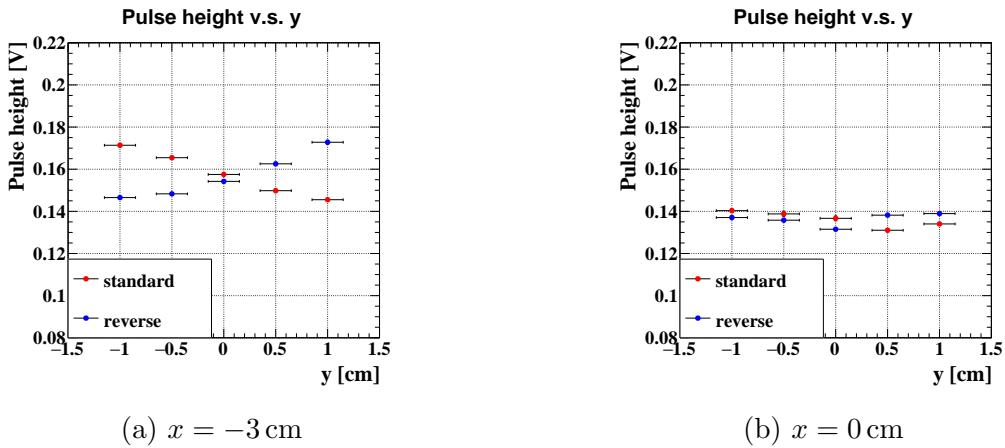 Pulse height v.s. y
Pulse height [V]
0.22
0.2
0.18
0.16
0.14
0.12
0.1
0.08
standard
reverse
−1.5 −1 −0.5 0 0.5 1 1.5
y [cm]
(a) x = −3 cm
Pulse height v.s. y
Pulse height [V]
0.22
0.2
0.18
0.16
0.14
0.12
0.1
0.08
standard
reverse
−1.5 −1 −0.5 0 0.5 1 1.5
y [cm]
(b) x = 0 cm